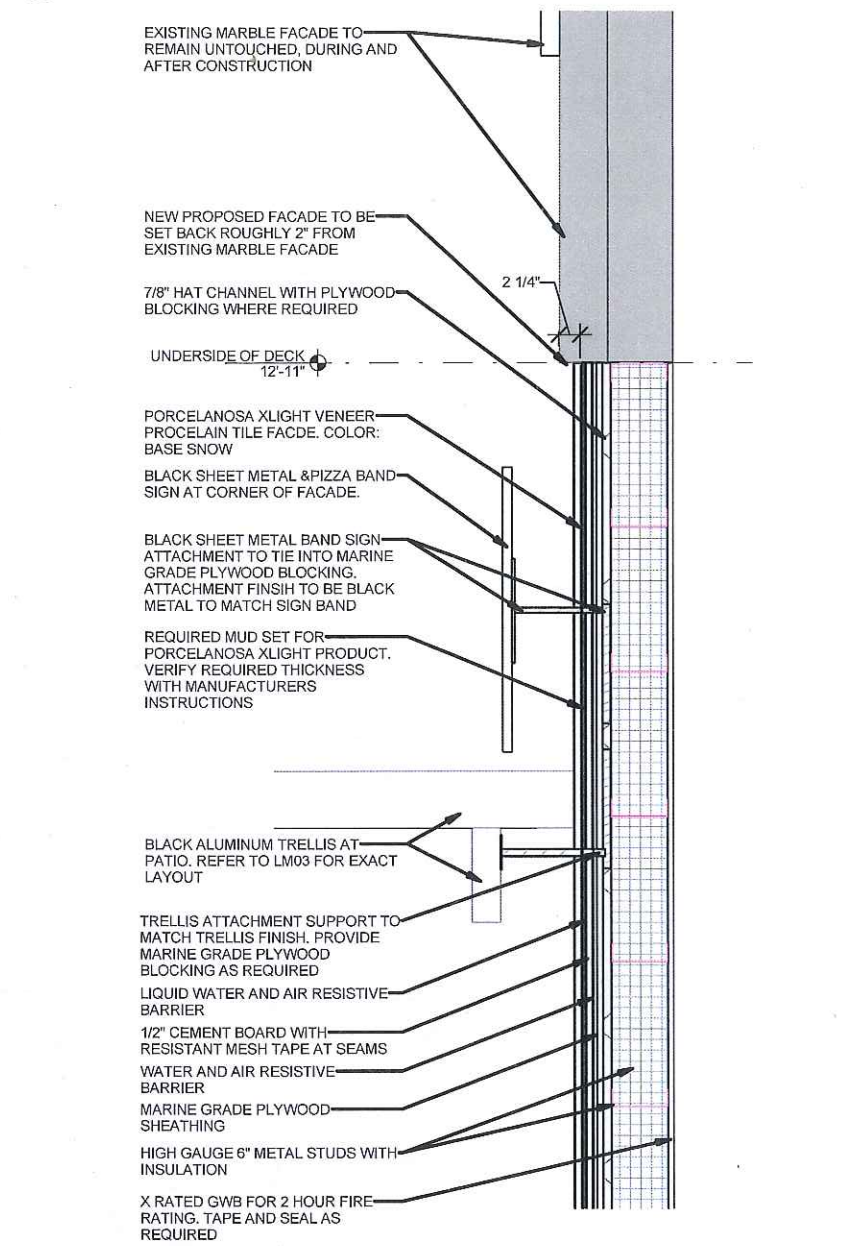 EXISTING MARBLE FACADE TO
REMAIN UNTOUCHED, DURING AND
AFTER CONSTRUCTION
NEW PROPOSED FACADE TO BE
SET BACK ROUGHLY 2" FROM
EXISTING MARBLE FACADE
2 1/4"
7/8" HAT CHANNEL WITH PLYWOOD
BLOCKING WHERE REQUIRED
UNDERSIDE OF DECK
12'-11"
PORCELANOSA XLIGHT VENEER
PROCELAIN TILE FACDE. COLOR:
BASE SNOW
BLACK SHEET METAL &PIZZA BAND
SIGN AT CORNER OF FACADE.
BLACK SHEET METAL BAND SIGN
ATTACHMENT TO TIE INTO MARINE
GRADE PLYWOOD BLOCKING.
ATTACHMENT FINSIH TO BE BLACK
METAL TO MATCH SIGN BAND
REQUIRED MUD SET FOR
PORCELANOSA XLIGHT PRODUCT.
VERIFY REQUIRED THICKNESS
WITH MANUFACTURERS
INSTRUCTIONS
BLACK ALUMINUM TRELLIS AT
PATIO. REFER TO LM03 FOR EXACT
LAYOUT
TRELLIS ATTACHMENT SUPPORT TO
MATCH TRELLIS FINISH. PROVIDE
MARINE GRADE PLYWOOD
BLOCKING AS REQUIRED
LIQUID WATER AND AIR RESISTIVE
BARRIER
1/2" CEMENT BOARD WITH
RESISTANT MESH TAPE AT SEAMS
WATER AND AIR RESISTIVE
BARRIER
MARINE GRADE PLYWOOD
SHEATHING
HIGH GAUGE 6" METAL STUDS WITH
INSULATION
X RATED GWB FOR 2 HOUR FIRE
RATING. TAPE AND SEAL AS
REQUIRED